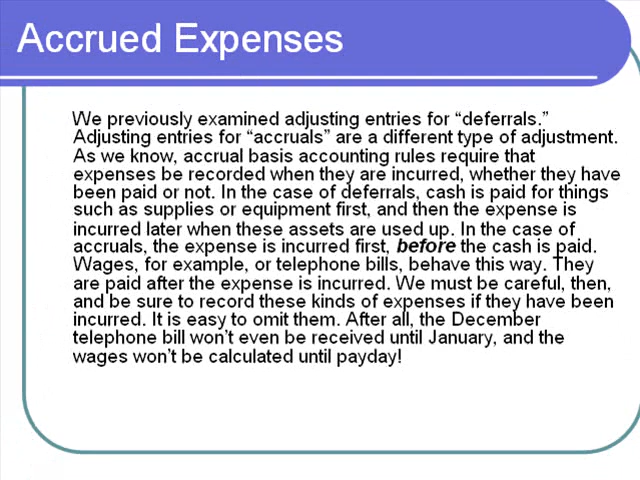 Accrued Expenses
We previously examined adjusting entries for “deferrals.”
Adjusting entries for “accruals” are a different type of adjustment.
As we know, accrual basis accounting rules require that
expenses be recorded when they are incurred, whether they have
been paid or not. In the case of deferrals, cash is paid for things
such as supplies or equipment first, and then the expense is
incurred later when these assets are used up. In the case of
accruals, the expense is incurred first, before the cash is paid.
Wages, for example, or telephone bills, behave this way. They
are paid after the expense is incurred. We must be careful, then,
and be sure to record these kinds of expenses if they have been
incurred. It is easy to omit them. After all, the December
telephone bill won’t even be received until January, and the
wages won’t be calculated until payday!